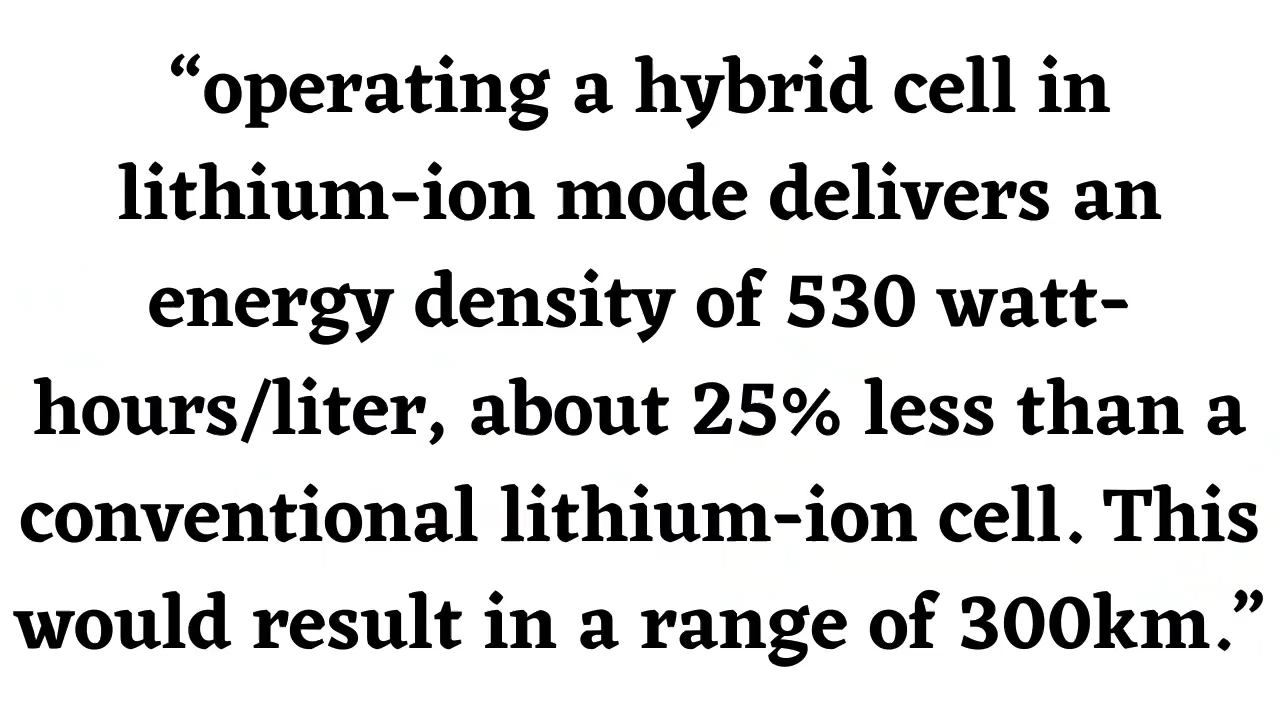 “operating a hybrid cell in
lithium-ion mode delivers an
energy density of 530 watt-
hours/liter, about 25% less than a
conventional lithium-ion cell. This
would result in a range of 300km.”